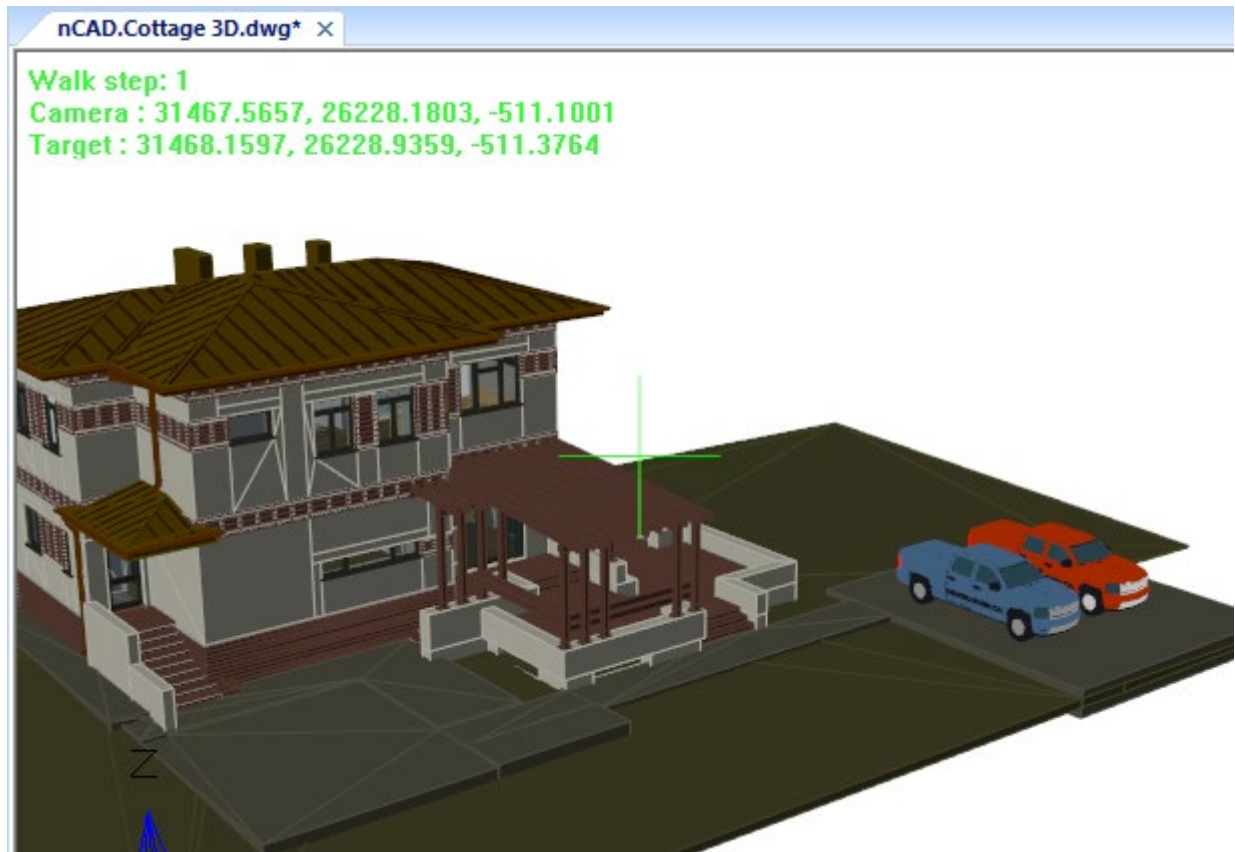 nCAD.Cottage 3D.dwg*
Walk step: 1
Camera : 31467.5657, 26228.1803, -511.1001
Target : 31468.1597, 26228.9359, -511.3764
Z